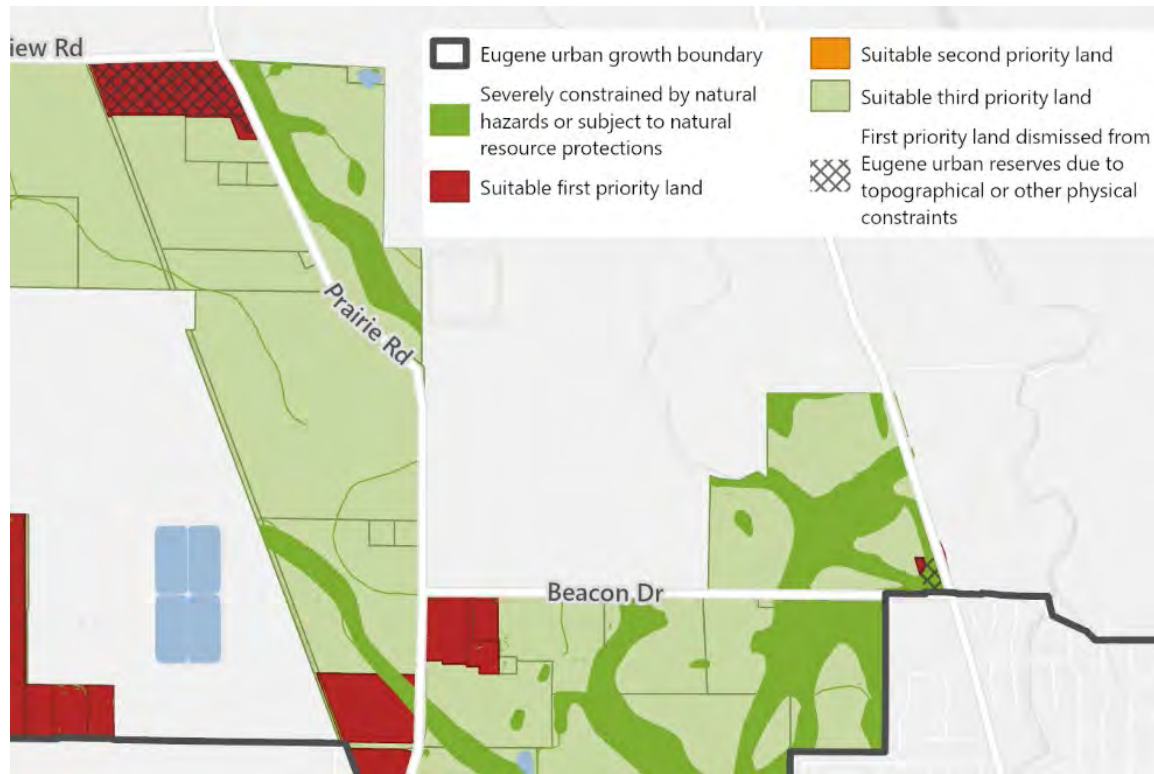 iew Rd
Eugene urban growth boundary
Severely constrained by natural
hazards or subject to natural
resource protections
Suitable first priority land
Suitable second priority land
Suitable third priority land
First priority land dismissed from
Eugene urban reserves due to
topographical or other physical
constraints
Prairie Rd
Beacon Dr